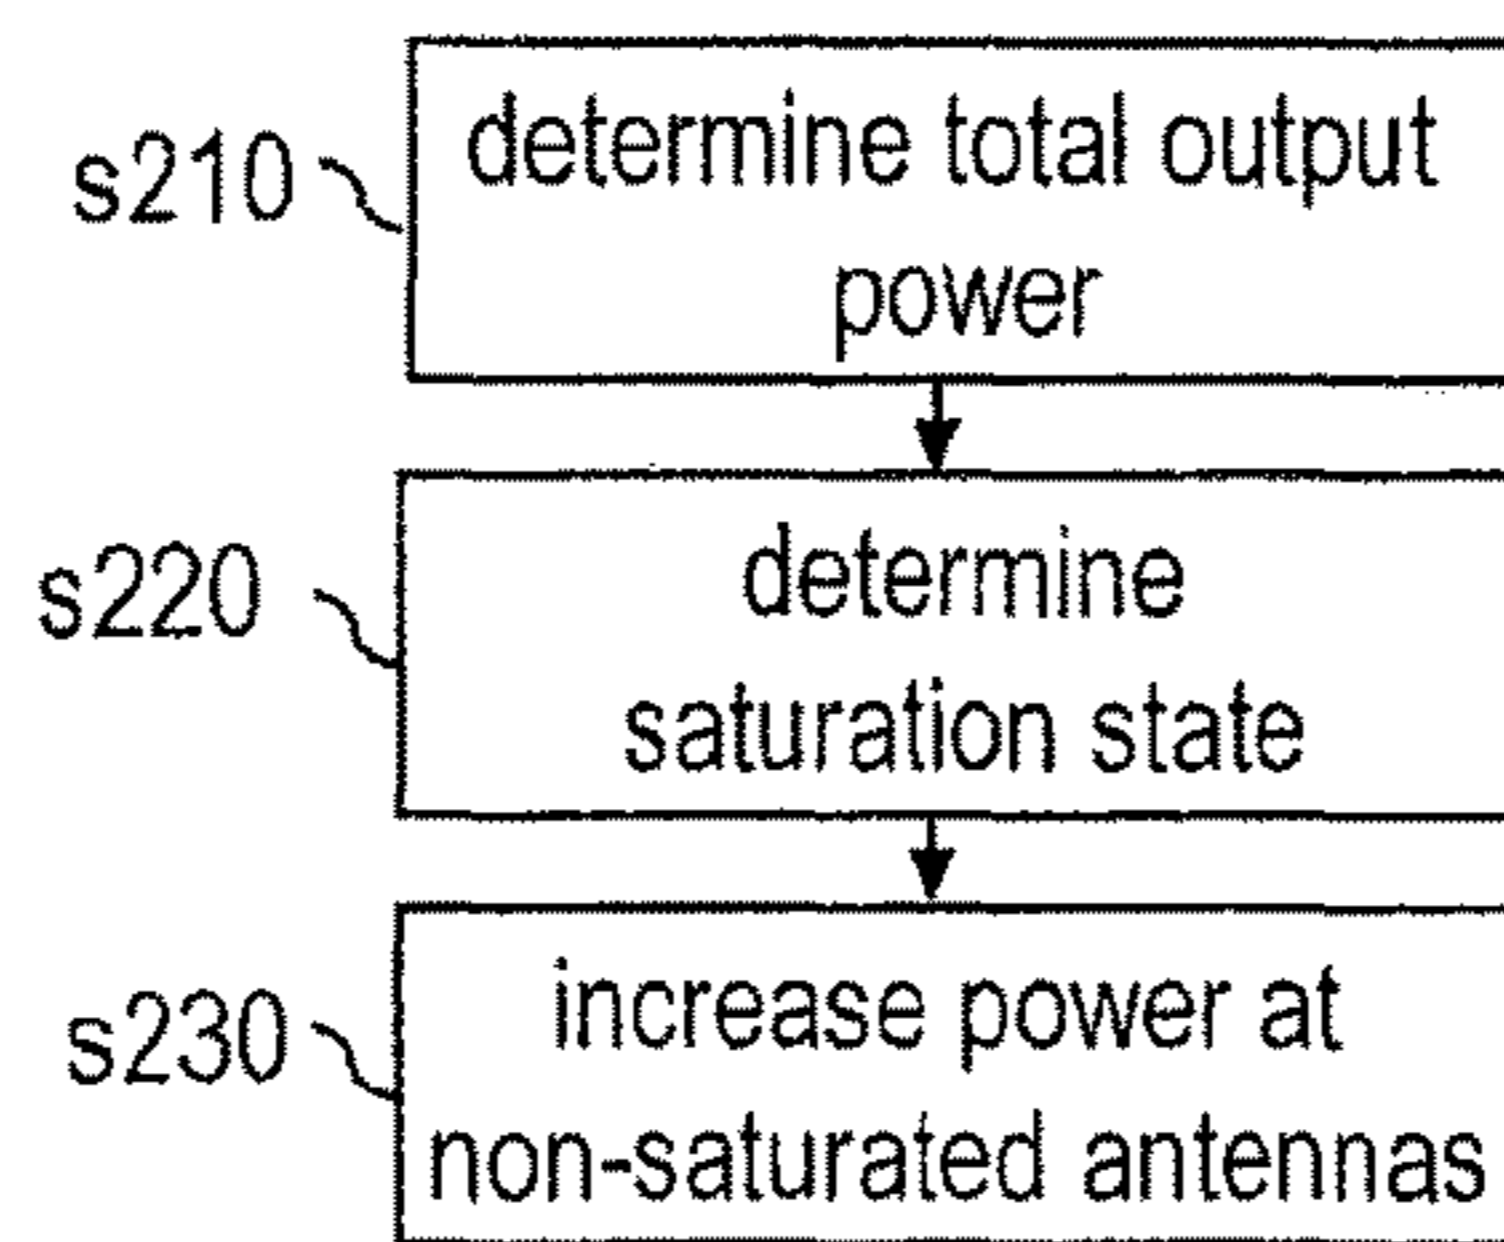 s210
determine total output
power
s220
determine
saturation state
s230
increase power at
non-saturated antennas